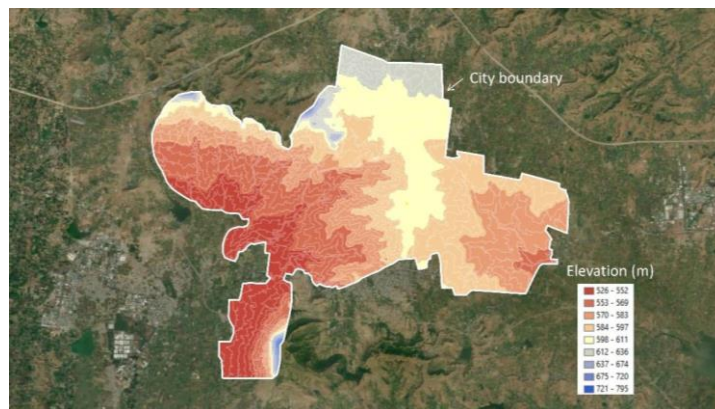 City boundary
Elevation (m)
526 - 552
553 - 569
570 - 583
584 - 597
598 - 611
612 - 636
637 - 674
675 - 720
721 - 795